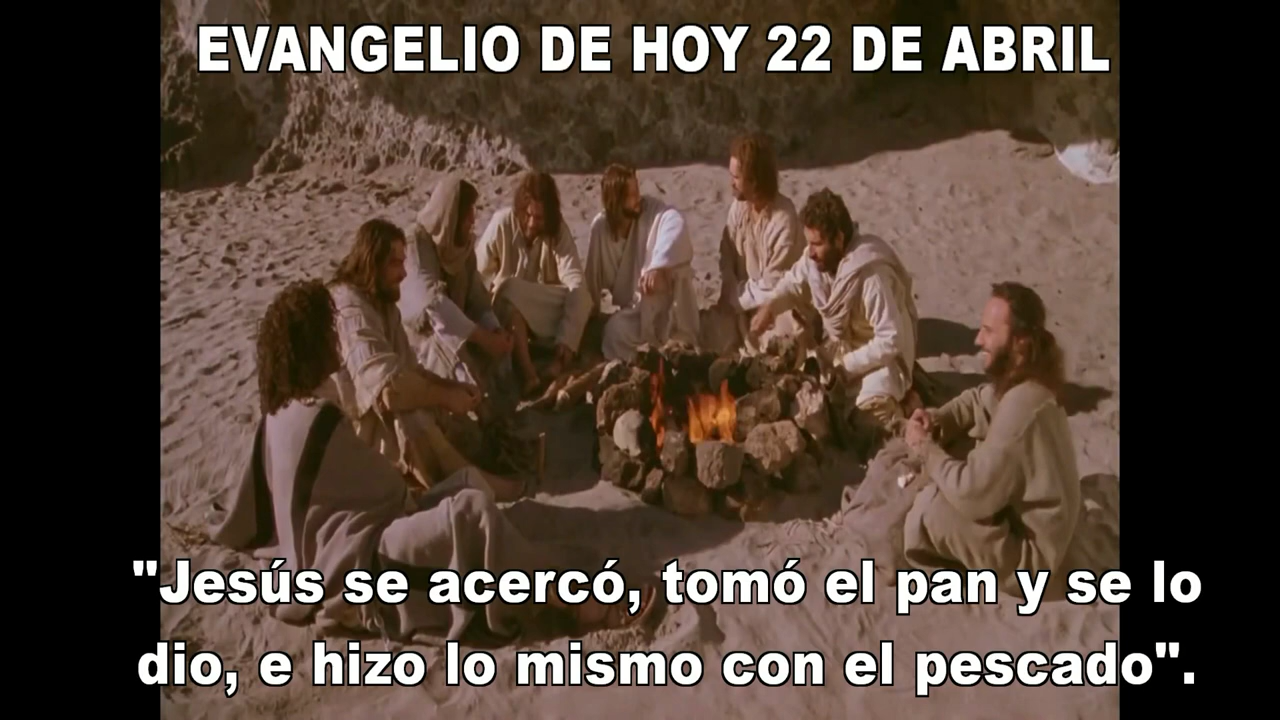 EVANGELIO DE HOY 22 DE ABRIL
"Jesús se acercó, tomó el pan y se lo
dio, e hizo lo mismo con el pescado".